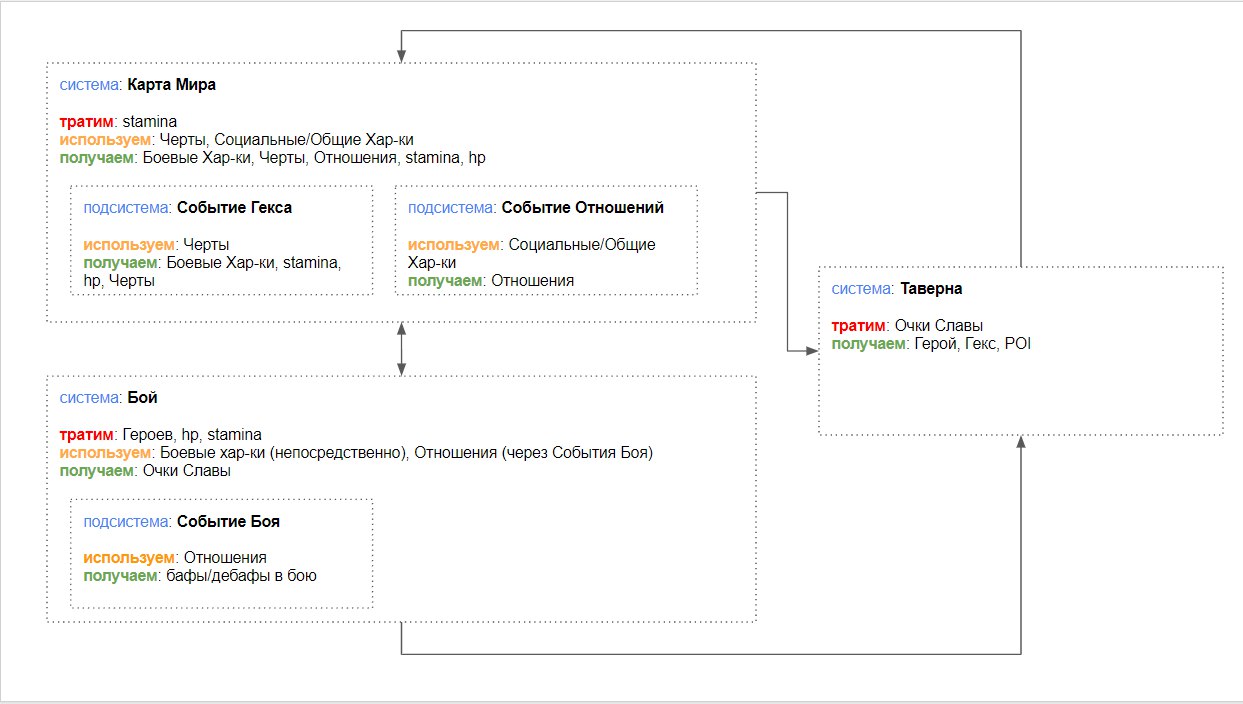 система: Карта Мира
тратим: stamina
используем: Черты, Социальные/Общие Хар-ки
получаем: Боевые Хар-ки, Черты, Отношения, stamina, hp
подсистема: Событие Гекса
используем: Черты
получаем: Боевые Хар-ки, stamina,
hp, Черты
подсистема: Событие Отношений
используем: Социальные/Общие
Хар-ки
получаем: Отношения
система: Таверна
тратим: Очки Славы
получаем: Герой, Гекс, POI
система: Бой
тратим: Героев, hp, stamina
используем: Боевые хар-ки (непосредственно), Отношения (через События Боя)
получаем: Очки Славы
подсистема: Событие Боя
используем: Отношения
получаем: бафы/дебафы в бою